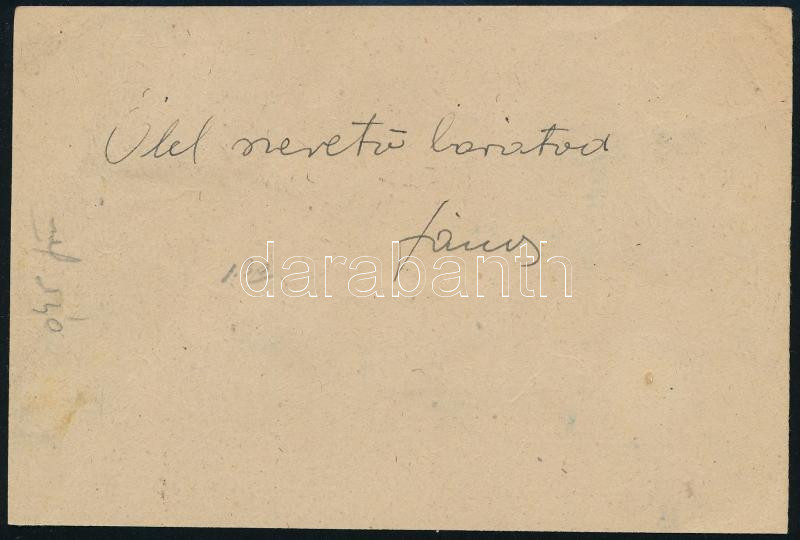 Ölel szerető barátod
János
darabanth